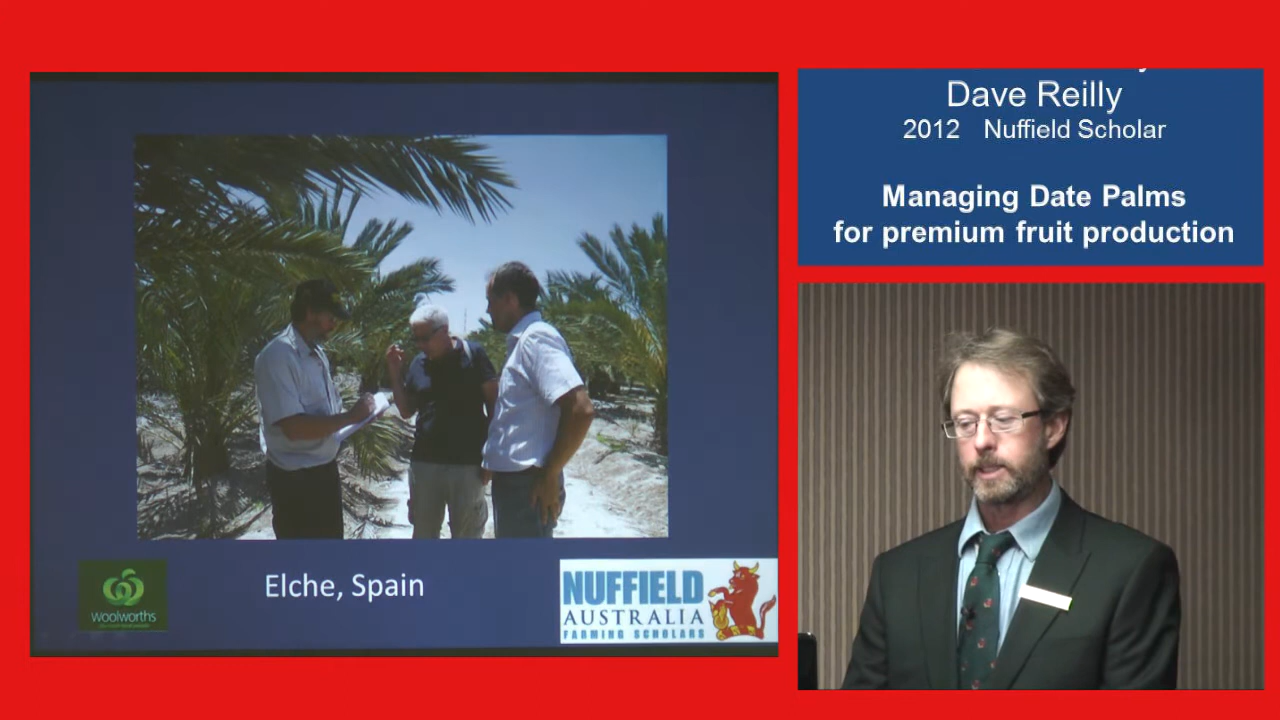 Dave Reilly
2012 Nuffield Scholar
Managing Date Palms
for premium fruit production
Elche, Spain
woolworths
NUFFIELD
AUSTRALIA
FARMING SCHOLARS